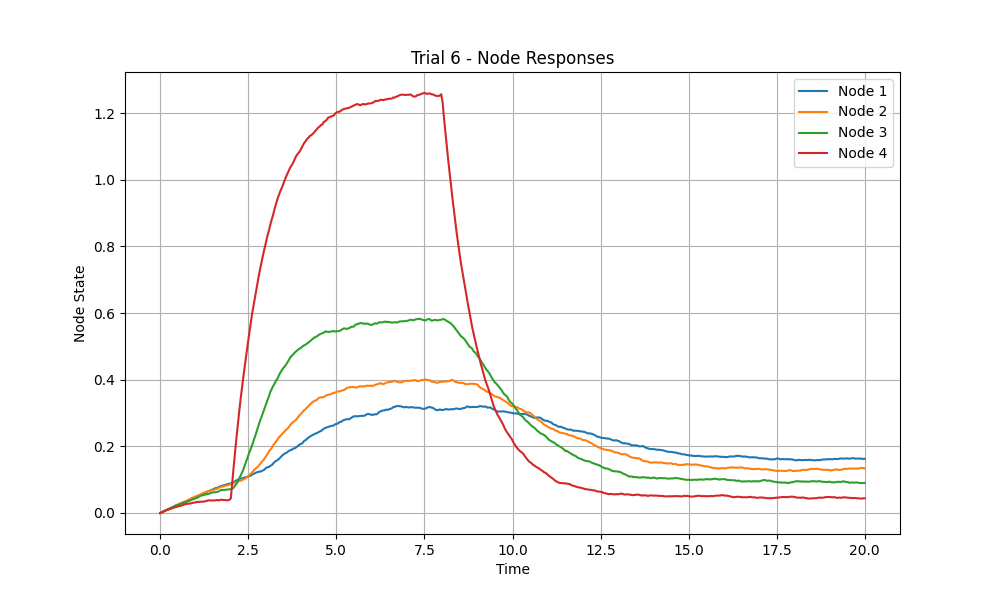 Trial 6 - Node Responses
Node 1
Node 2
Node 3
Node 4
Node State
1.2
1.0
0.8
0.6
0.4
0.2
0.0
0.0 2.5 5.0 7.5 10.0 12.5 15.0 17.5 20.0
Time